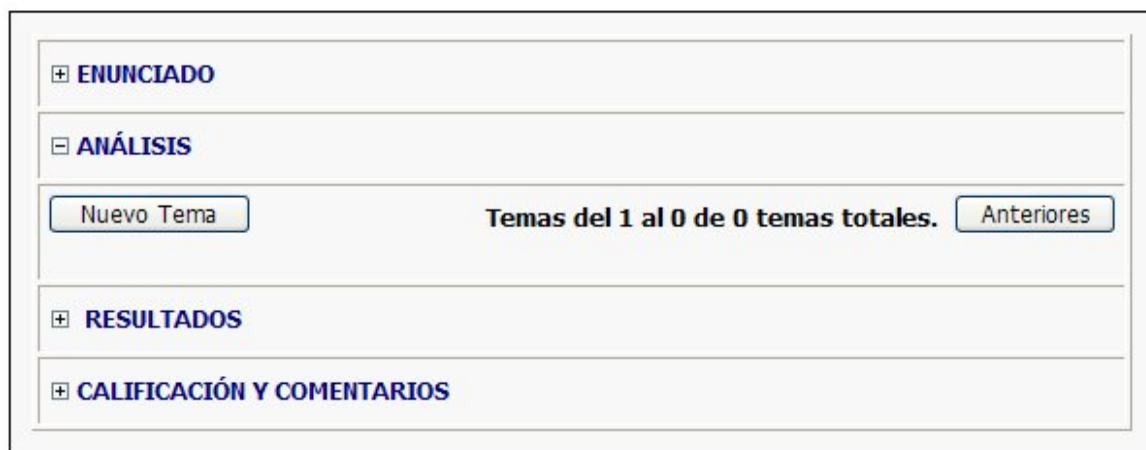 ENUNCIADO
ANÁLISIS
Nuevo Tema Temas del 1 al 0 de 0 temas totales. Anteriores
RESULTADOS
CALIFICACIÓN Y COMENTARIOS